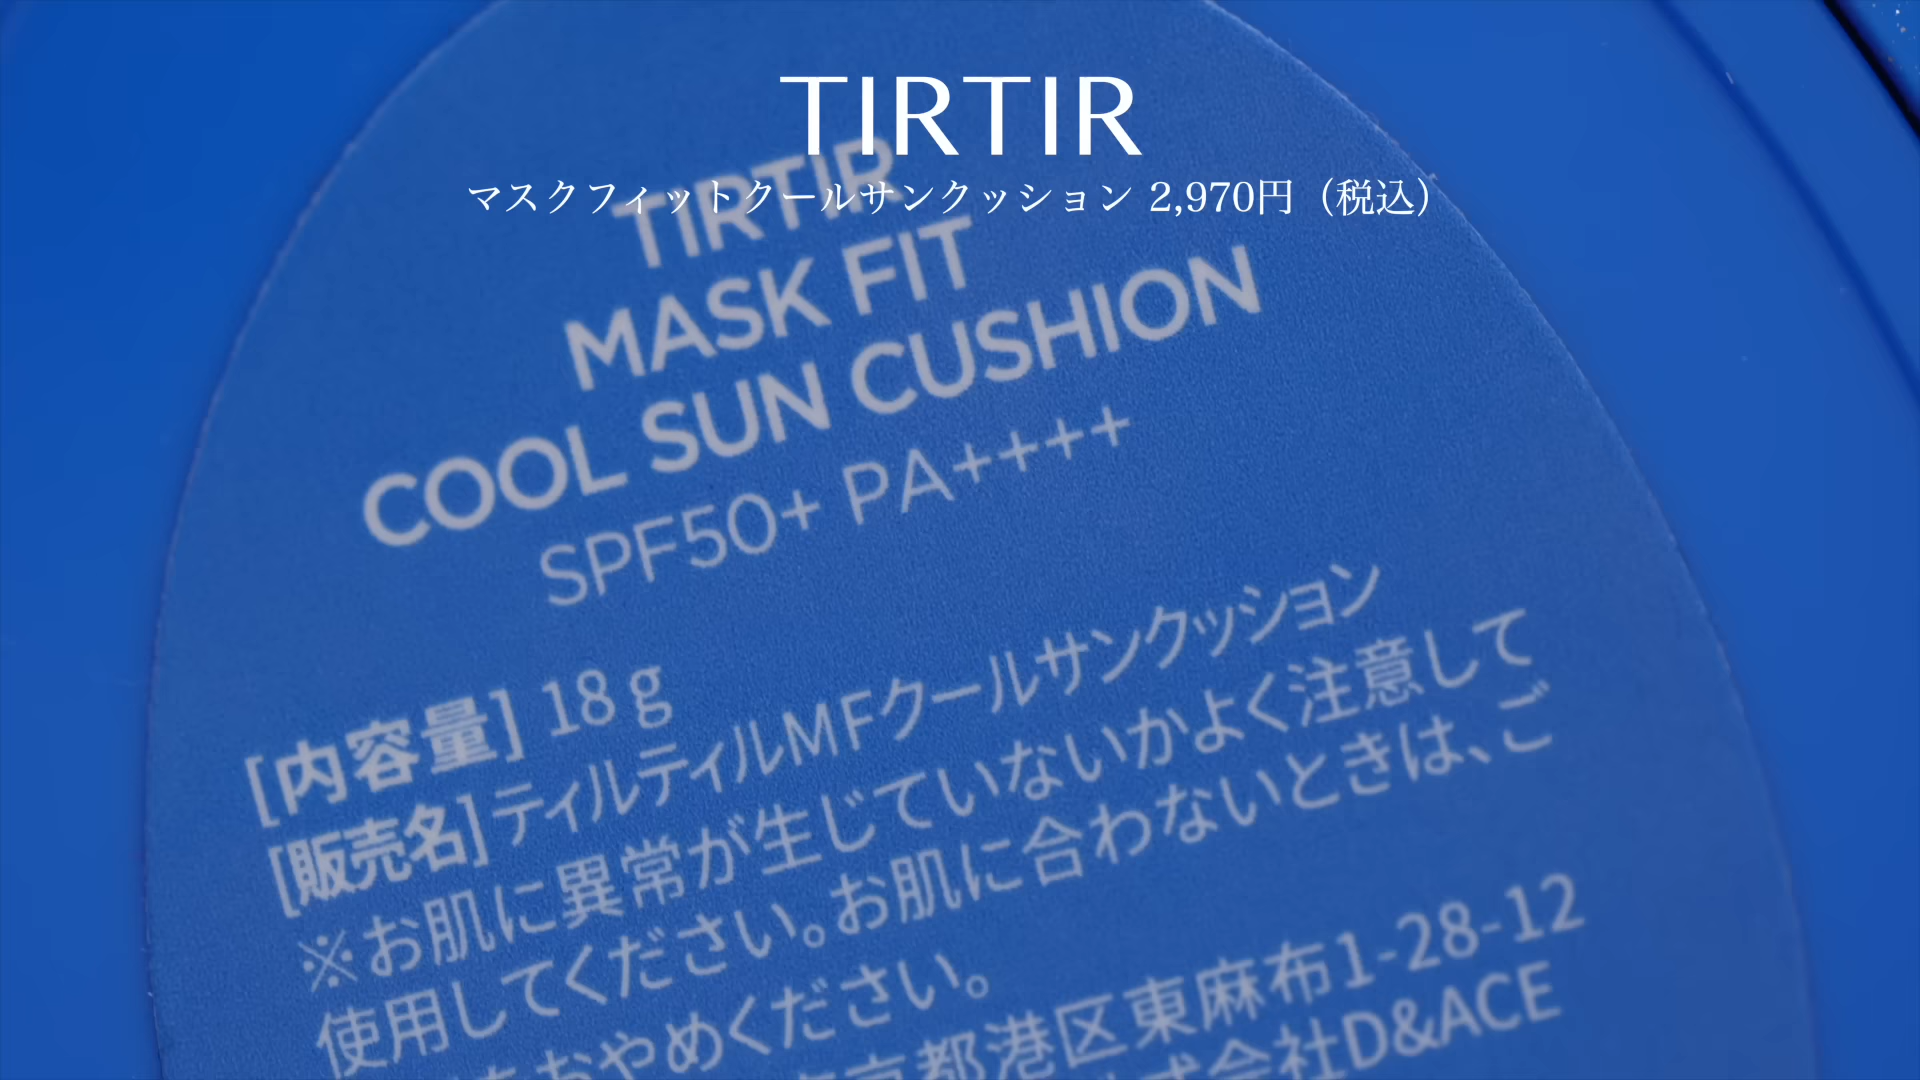 TIRTIR
マスクフィットクールサンクッション 2,970円（税込）
TIRTIR
MASK FIT
COOL SUN CUSHION
SPF50+ PA++++
[内容量] 18 g
[販売名]ティルティルMFクールサンクッション
※お肌に異常が生じていないかよく注意して
使用してください。お肌に合わないときは、ご
おやめください。
京都港区東麻布1-28-12
式会社D&ACE